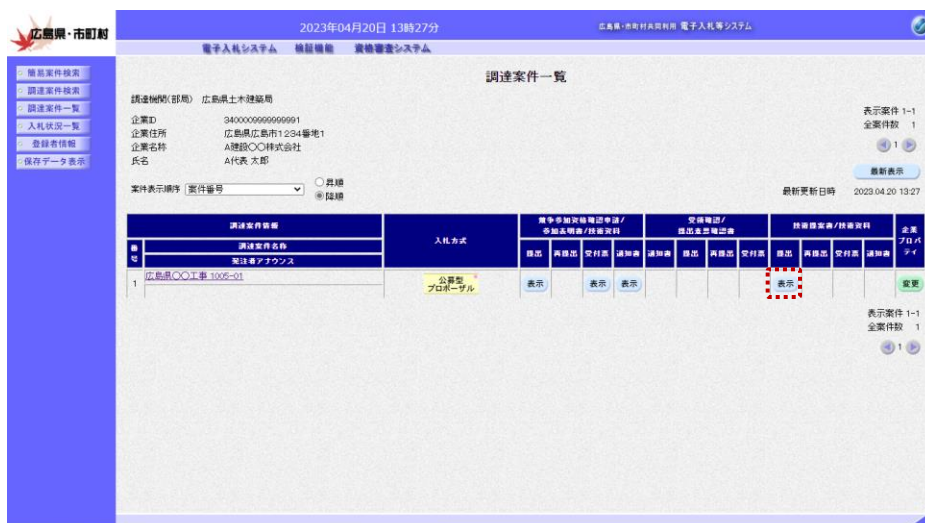 広島県・市町村
2023年04月20日 13時27分
広島県・市町村共同利用 電子入札等システム
電子入札システム 検証機能 資格審査システム
簡易案件検索
調達案件検索
調達案件一覧
入札状況一覧
登録者情報
保存データ表示
調達案件一覧
調達機関(部局) 広島県土木建築局
企業ID 3400009999999991
企業住所 広島県広島市1234番地1
企業名称 A建設〇〇株式会社
氏名 A代表 太郎
案件表示順序 案件番号
昇順
降順
表示案件 1-1
全案件数 1
1
最新表示
最新更新日時 2023.04.20 13:27
調達案件情報
番号
調達案件名称
発注者アナウンス
入札方式
競争参加資格確認申請/
参加表明書/技術資料
提出 再提出 受付票 通知書
受領確認/
提出意思確認書
通知書 提出 再提出 受付票
技術提案書/技術資料
提出 再提出 受付票 通知書
企業
プロパ
ティ
1 広島県〇〇工事 1005-01
公募型
プロポーザル
表示 表示 表示 表示 変更
表示案件 1-1
全案件数 1
1